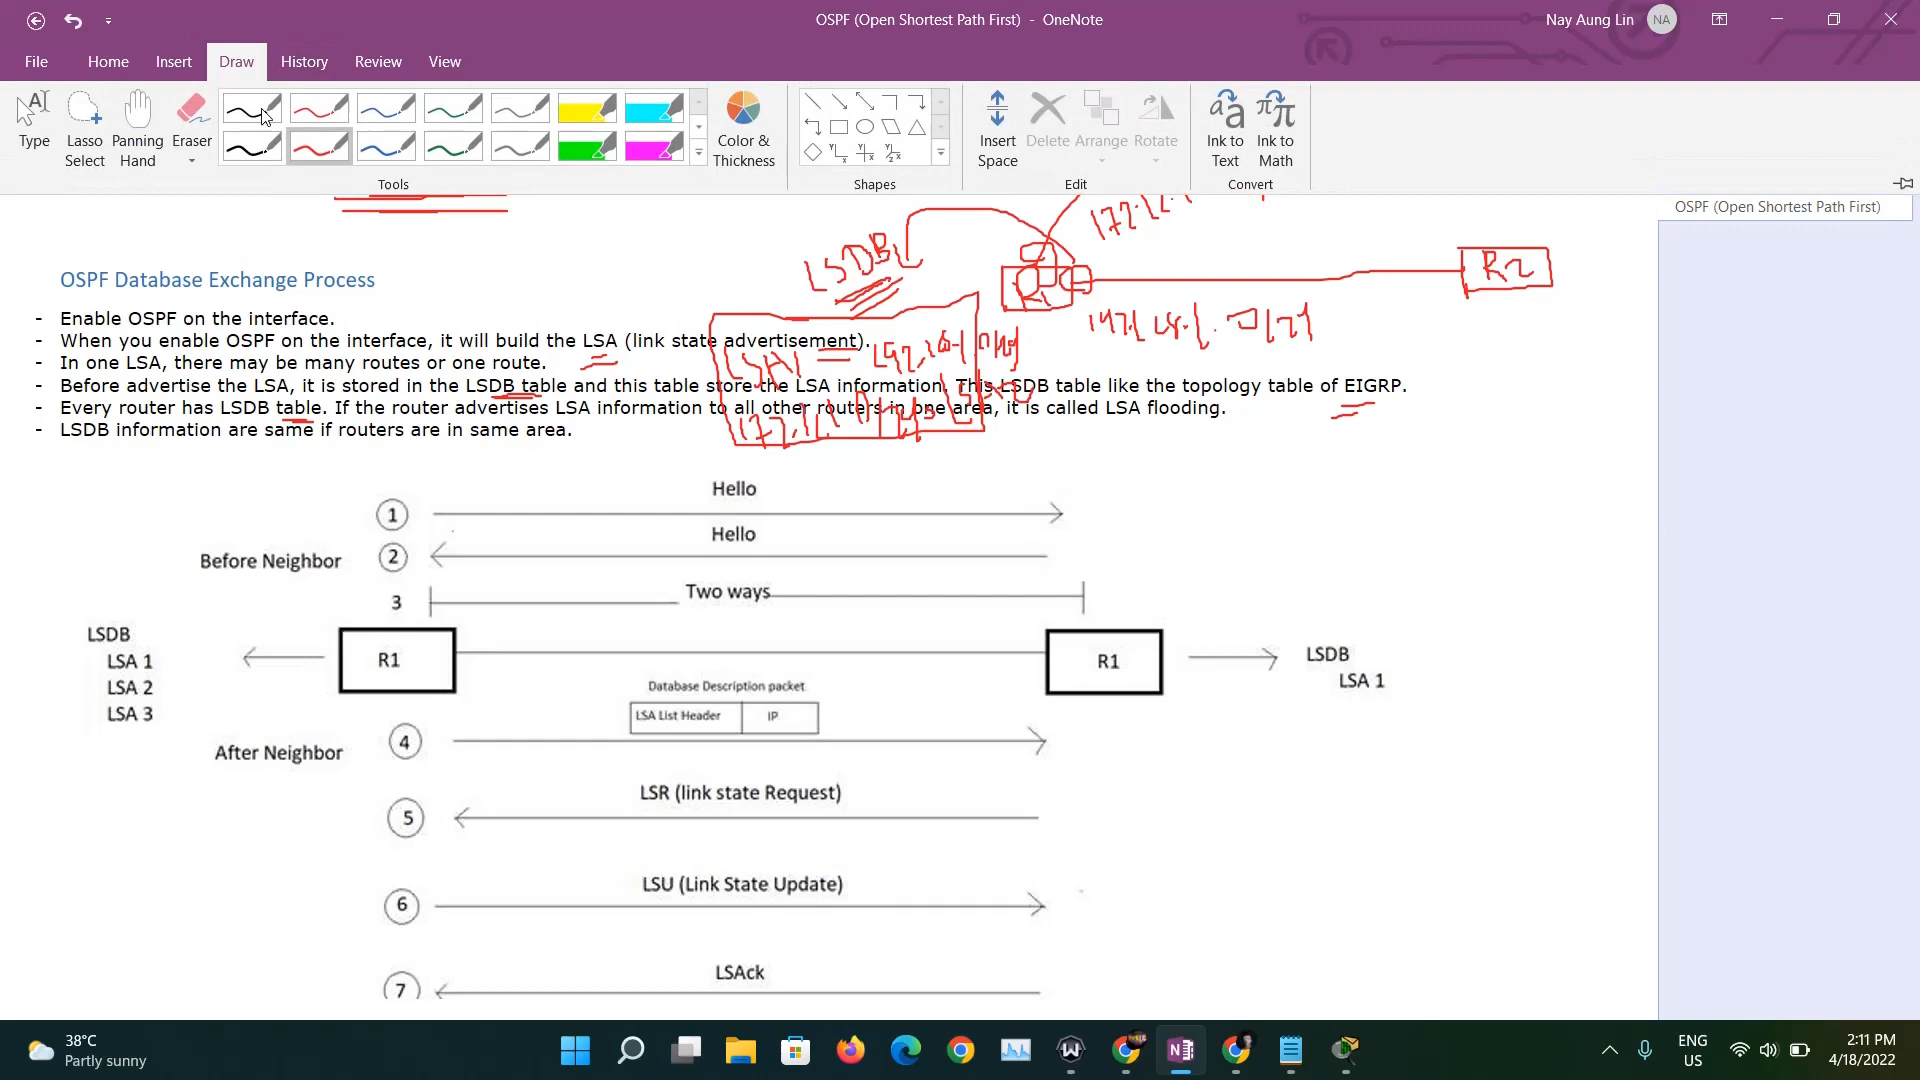 OSPF (Open Shortest Path First) - OneNote
Nay Aung Lin NA
File Home Insert Draw History Review View
Type
Lasso Select
Panning Hand
Eraser
Color & Thickness
Insert Space
Delete
Arrange
Rotate
Ink to Text
Ink to Math
Tools
Shapes
Edit
Convert
OSPF (Open Shortest Path First)
LSDB
R1
R2
OSPF Database Exchange Process
- Enable OSPF on the interface.
- When you enable OSPF on the interface, it will build the LSA (link state advertisement).
- In one LSA, there may be many routes or one route.
- Before advertise the LSA, it is stored in the LSDB table and this table store the LSA information. This LSDB table like the topology table of EIGRP.
- Every router has LSDB table. If the router advertises LSA information to all other routers in one area, it is called LSA flooding.
- LSDB information are same if routers are in same area.
Hello
1
Hello
Before Neighbor 2
3 Two ways
LSDB
LSA 1
LSA 2
LSA 3
R1
R1
LSDB
LSA 1
Database Description packet
LSA List Header IP
After Neighbor 4
LSR (link state Request)
5
LSU (Link State Update)
6
LSAck
7
38°C
Partly sunny
ENG
US
2:11 PM
4/18/2022